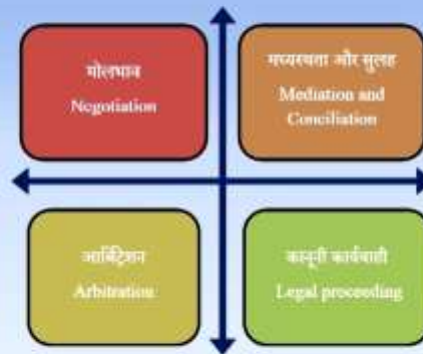 मोलभाव
Negotiation
मध्यस्थता और सुलह
Mediation and
Conciliation
आर्बिट्रेशन
Arbitration
कानूनी कार्यवाही
Legal proceeding